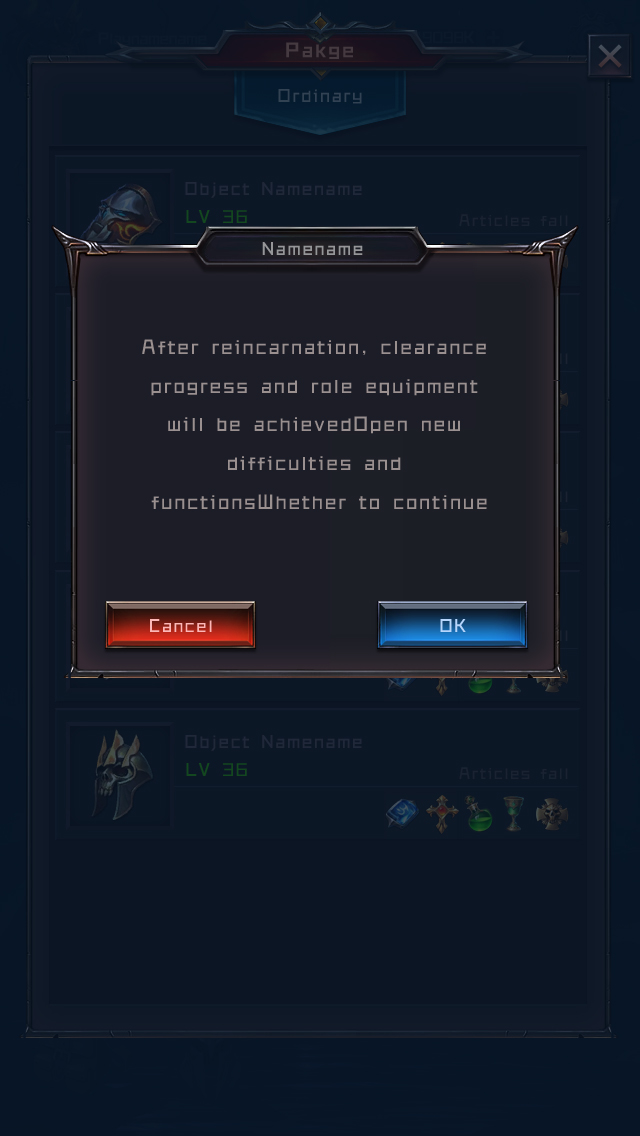 Pakge
Ordinary
Object Namename
LV 36
Articles fall
Namename
After reincarnation, clearance
progress and role equipment
will be achievedOpen new
difficulties and
functionsWhether to continue
Cancel
OK
Object Namename
LV 36
Articles fall